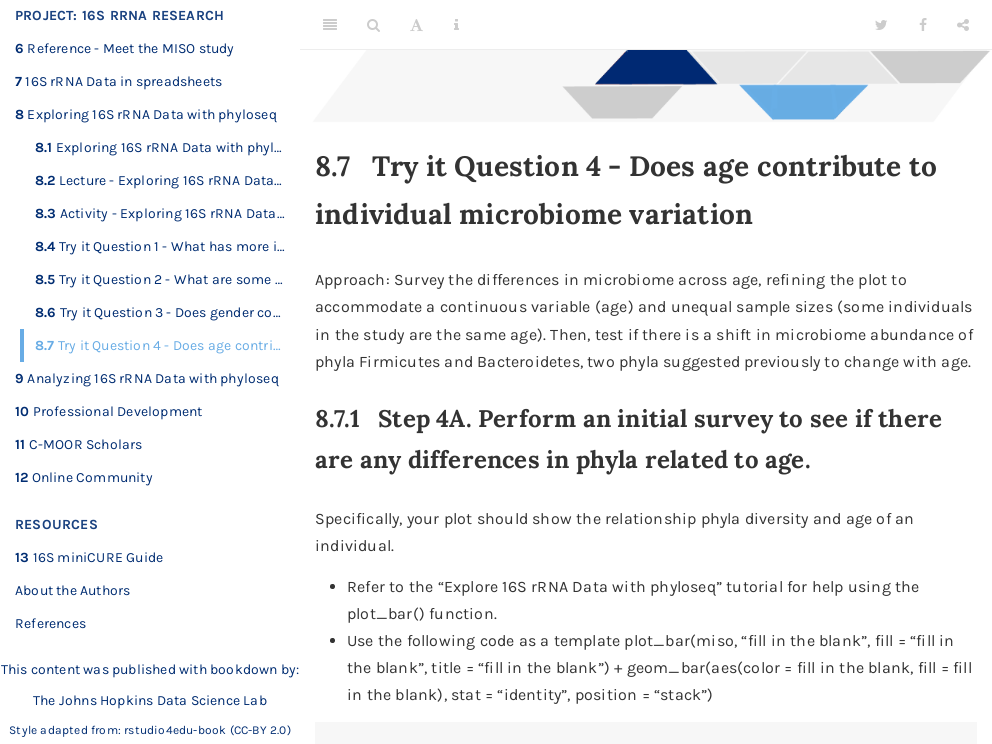 PROJECT: 16S RRNA RESEARCH
6 Reference - Meet the MISO study
7 16S rRNA Data in spreadsheets
8 Exploring 16S rRNA Data with phyloseq
8.1 Exploring 16S rRNA Data with phyl…
8.2 Lecture - Exploring 16S rRNA Data…
8.3 Activity - Exploring 16S rRNA Data…
8.4 Try it Question 1 - What has more i…
8.5 Try it Question 2 - What are some …
8.6 Try it Question 3 - Does gender co…
8.7 Try it Question 4 - Does age contri…
9 Analyzing 16S rRNA Data with phyloseq
10 Professional Development
11 C-MOOR Scholars
12 Online Community
RESOURCES
13 16S miniCURE Guide
About the Authors
References
This content was published with bookdown by:
The Johns Hopkins Data Science Lab
Style adapted from: rstudio4edu-book (CC-BY 2.0)
8.7 Try it Question 4 - Does age contribute to
individual microbiome variation
Approach: Survey the differences in microbiome across age, refining the plot to
accommodate a continuous variable (age) and unequal sample sizes (some individuals
in the study are the same age). Then, test if there is a shift in microbiome abundance of
phyla Firmicutes and Bacteroidetes, two phyla suggested previously to change with age.
8.7.1 Step 4A. Perform an initial survey to see if there
are any differences in phyla related to age.
Specifically, your plot should show the relationship phyla diversity and age of an
individual.
• Refer to the “Explore 16S rRNA Data with phyloseq” tutorial for help using the
plot_bar() function.
• Use the following code as a template plot_bar(miso, “fill in the blank”, fill = “fill in
the blank”, title = “fill in the blank”) + geom_bar(aes(color = fill in the blank, fill = fill
in the blank), stat = “identity”, position = “stack”)